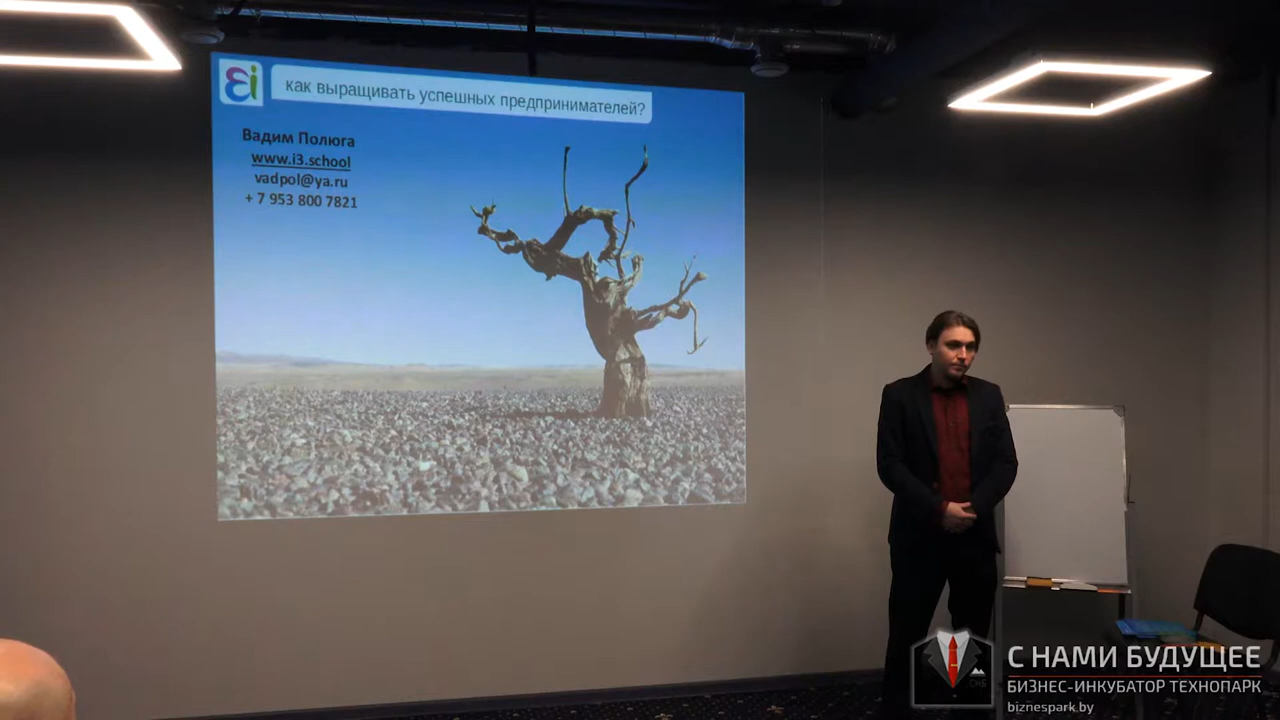 как выращивать успешных предпринимателей?
Вадим Полюга
www.i3.school
vadpol@ya.ru
+ 7 953 800 7821
С НАМИ БУДУЩЕЕ
БИЗНЕС-ИНКУБАТОР ТЕХНОПАРК
biznespark.by
СНБ